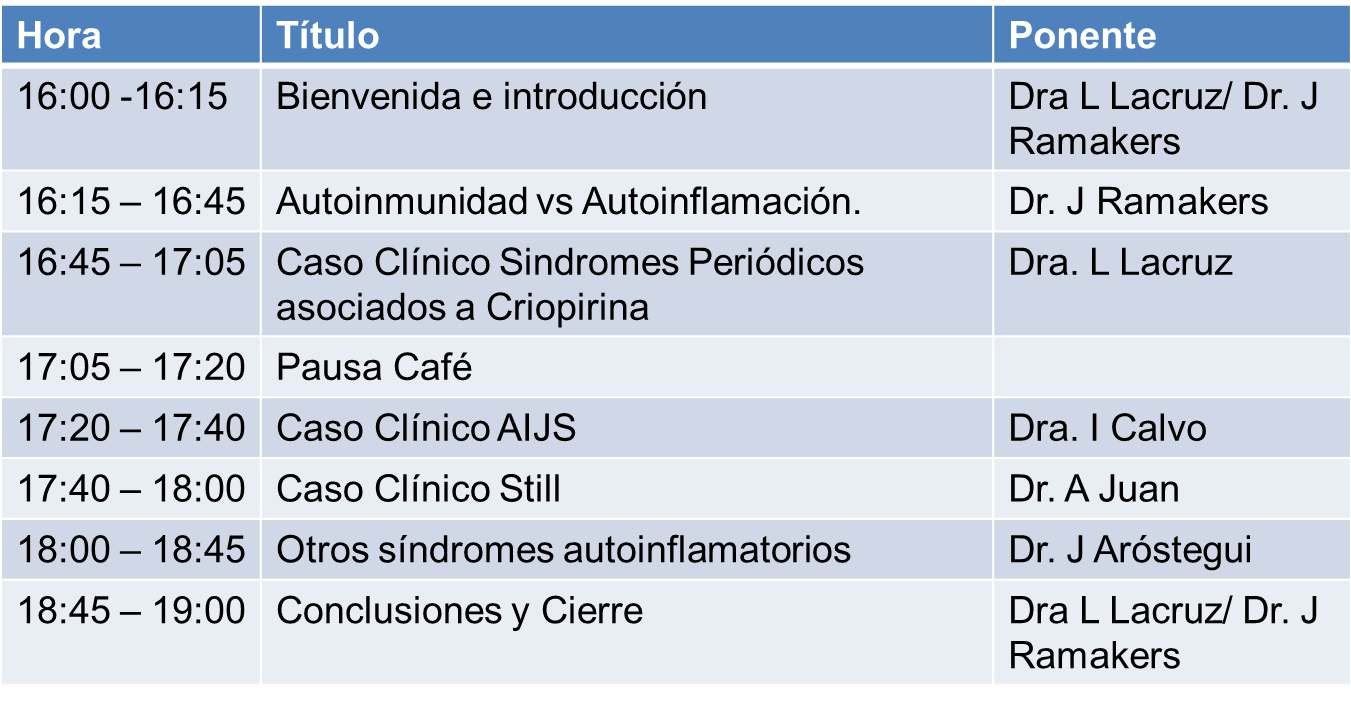 Hora Título Ponente
16:00 -16:15 Bienvenida e introducción Dra L Lacruz/ Dr. J
Ramakers
16:15 – 16:45 Autoinmunidad vs Autoinflamación. Dr. J Ramakers
16:45 – 17:05 Caso Clínico Sindromes Periódicos Dra. L Lacruz
asociados a Criopirina
17:05 – 17:20 Pausa Café
17:20 – 17:40 Caso Clínico AIJS Dra. I Calvo
17:40 – 18:00 Caso Clínico Still Dr. A Juan
18:00 – 18:45 Otros síndromes autoinflamatorios Dr. J Aróstegui
18:45 – 19:00 Conclusiones y Cierre Dra L Lacruz/ Dr. J
Ramakers